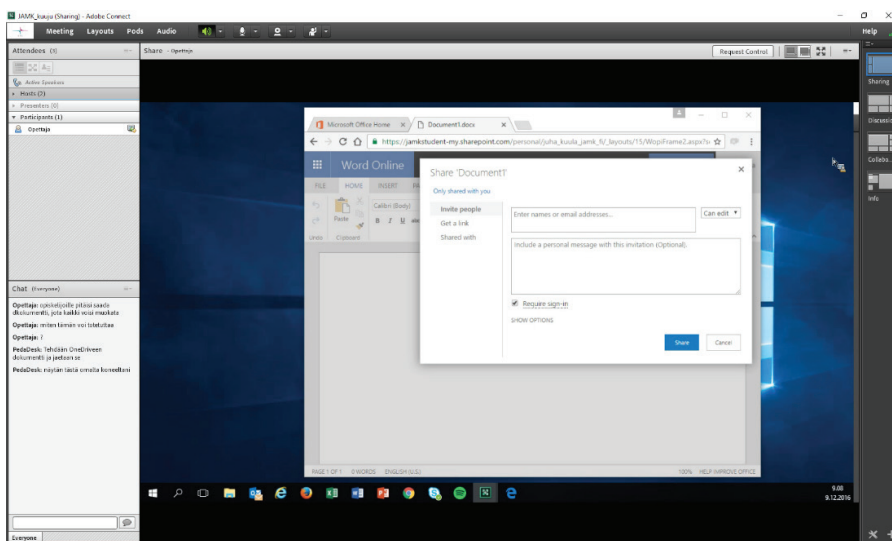 JAMK_kuuju (Sharing) - Adobe Connect
Meeting Layouts Pods Audio Help
Attendees (3)
Active Speakers
Hosts (2)
Presenters (0)
Participants (1)
Opettaja
Chat (Everyone)
Opettaja: opiskelijoille pitäisi saada
dkokumentti, jota kaikki voisi muokata
Opettaja: miten tämän voi toteuttaa
Opettaja: ?
PedaDesk: Tehdään OneDriveen
dokumentti ja jaetaan se
PedaDesk: näytän tästä omalta koneeltani
Everyone
Share - Opettaja
Request Control
Microsoft Office Home
Document1.docx
https://jamkstudent-my.sharepoint.com/personal/juha_kuula_jamk_fi/_layouts/15/WopiFrame2.aspx?s
Word Online
FILE HOME INSERT
Paste
Calibri (Body)
B I U abc
Undo Clipboard
Share 'Document1'
Only shared with you
Invite people
Get a link
Shared with
Enter names or email addresses...
Can edit
Include a personal message with this invitation (Optional).
Require sign-in
SHOW OPTIONS
Share Cancel
PAGE 1 OF 1 0 WORDS ENGLISH (U.S.)
100% HELP IMPROVE OFFICE
9.08
9.12.2016
Sharing
Discussio
Collabo.
Info